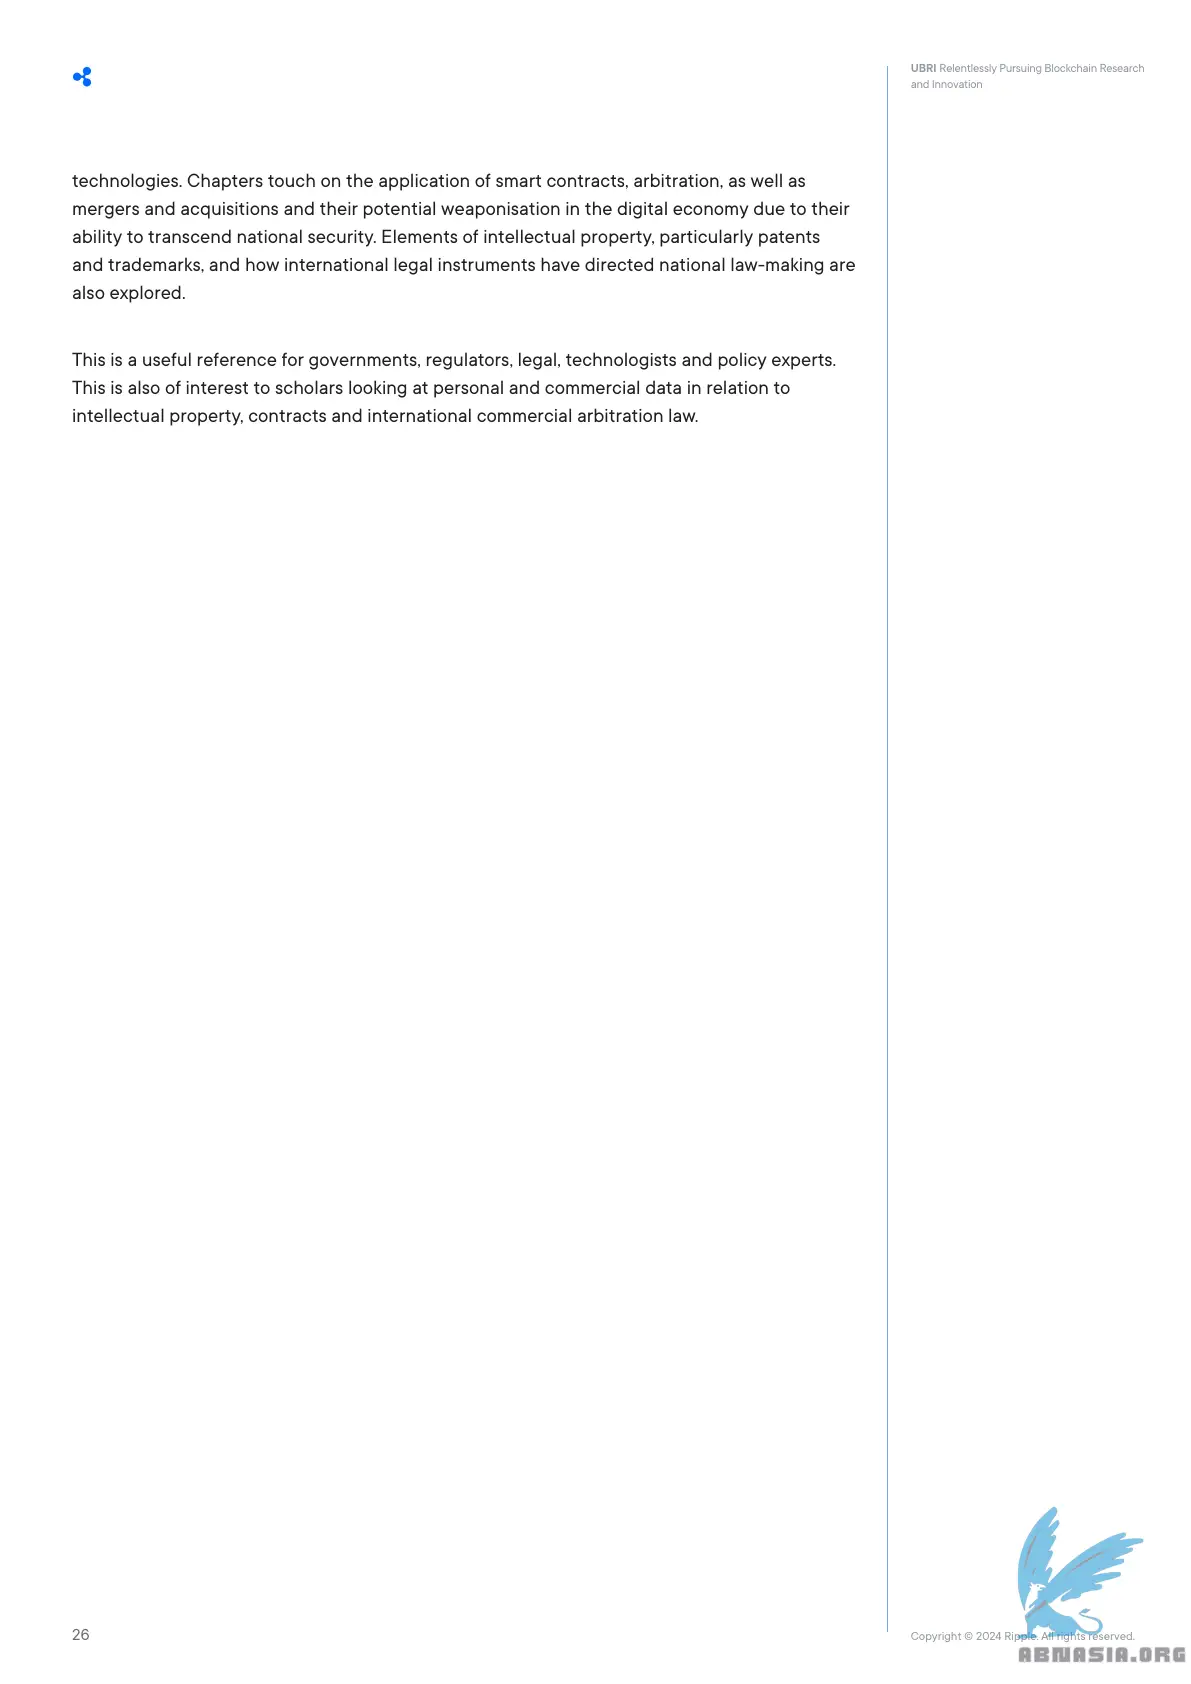 UBRI Relentlessly Pursuing Blockchain Research
and Innovation
technologies. Chapters touch on the application of smart contracts, arbitration, as well as
mergers and acquisitions and their potential weaponisation in the digital economy due to their
ability to transcend national security. Elements of intellectual property, particularly patents
and trademarks, and how international legal instruments have directed national law-making are
also explored.
This is a useful reference for governments, regulators, legal, technologists and policy experts.
This is also of interest to scholars looking at personal and commercial data in relation to
intellectual property, contracts and international commercial arbitration law.
26
Copyright © 2024 Ripple. All rights reserved.
ABNASIA.ORG